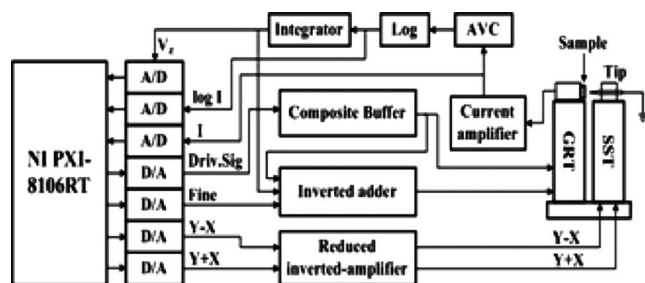 V_z
Integrator
Log
AVC
Sample
Tip
A/D
A/D
log I
A/D
I
Composite Buffer
Current
amplifier
GRT
SST
NI PXI-
8106RT
D/A
Driv.Sig
D/A
Fine
Inverted adder
D/A
Y-X
D/A
Y+X
Reduced
inverted-amplifier
Y-X
Y+X